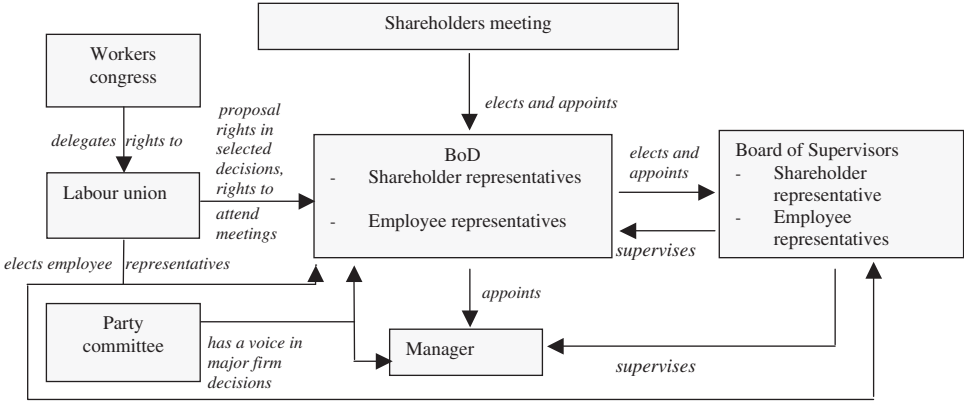 Shareholders meeting
Workers
congress
elects and appoints
proposal
rights in
selected
decisions,
rights to
attend
meetings
delegates rights to
Labour union
BoD
- Shareholder representatives
- Employee representatives
elects and
appoints
Board of Supervisors
- Shareholder
representative
- Employee
representatives
supervises
elects employee representatives
appoints
Party
committee
has a voice in
major firm
decisions
Manager
supervises